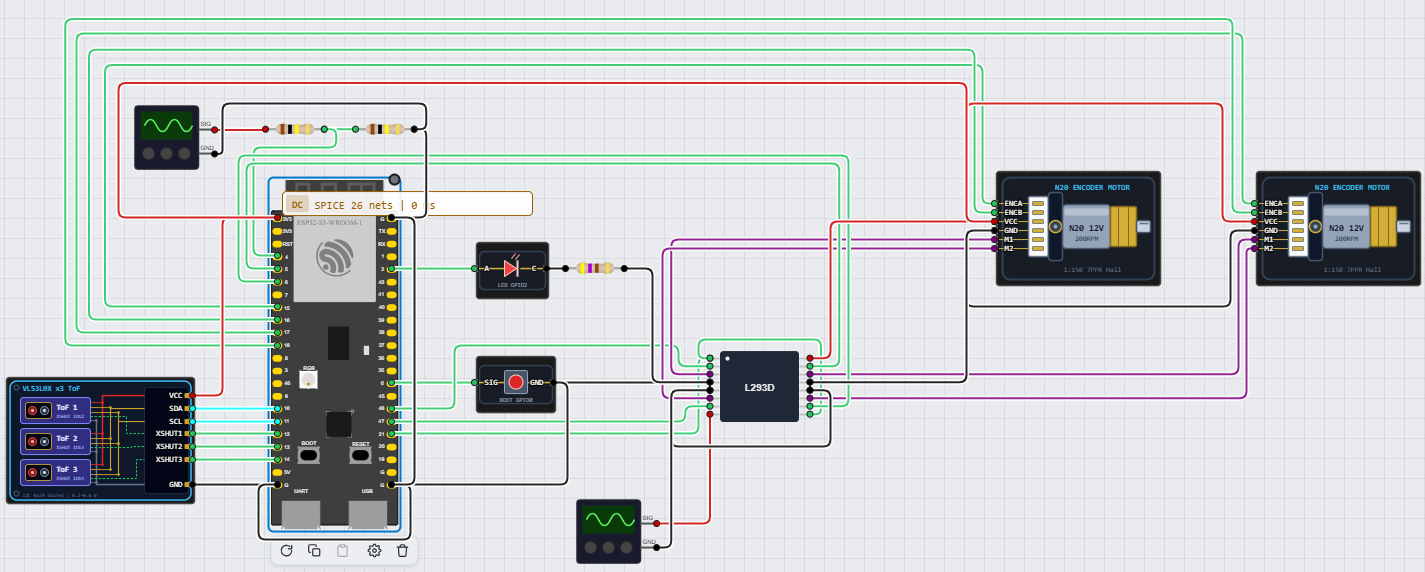 SIG
GND
DC SPICE 26 nets | 0
ESP32-S3-WROOM-1
3V3
3V3
RST
4
5
6
7
15
16
17
18
8
3
46
9
10
11
12
13
14
5V
G
G
TX
RX
1
2
42
41
40
39
38
37
36
35
0
45
48
47
21
20
19
G
G
RGB
BOOT
RESET
UART
USB
A
C
LED GPIO2
SIG
GND
BOOT GPIO0
L293D
SIG
GND
N20 ENCODER MOTOR
ENCA
ENCB
VCC
GND
M1
M2
N20 12V
200RPM
1:150 7PPR Hall
N20 ENCODER MOTOR
ENCA
ENCB
VCC
GND
M1
M2
N20 12V
200RPM
1:150 7PPR Hall
VL53L0X x3 ToF
ToF 1
ToF 2
ToF 3
VCC
SDA
SCL
XSHUT1
XSHUT2
XSHUT3
GND